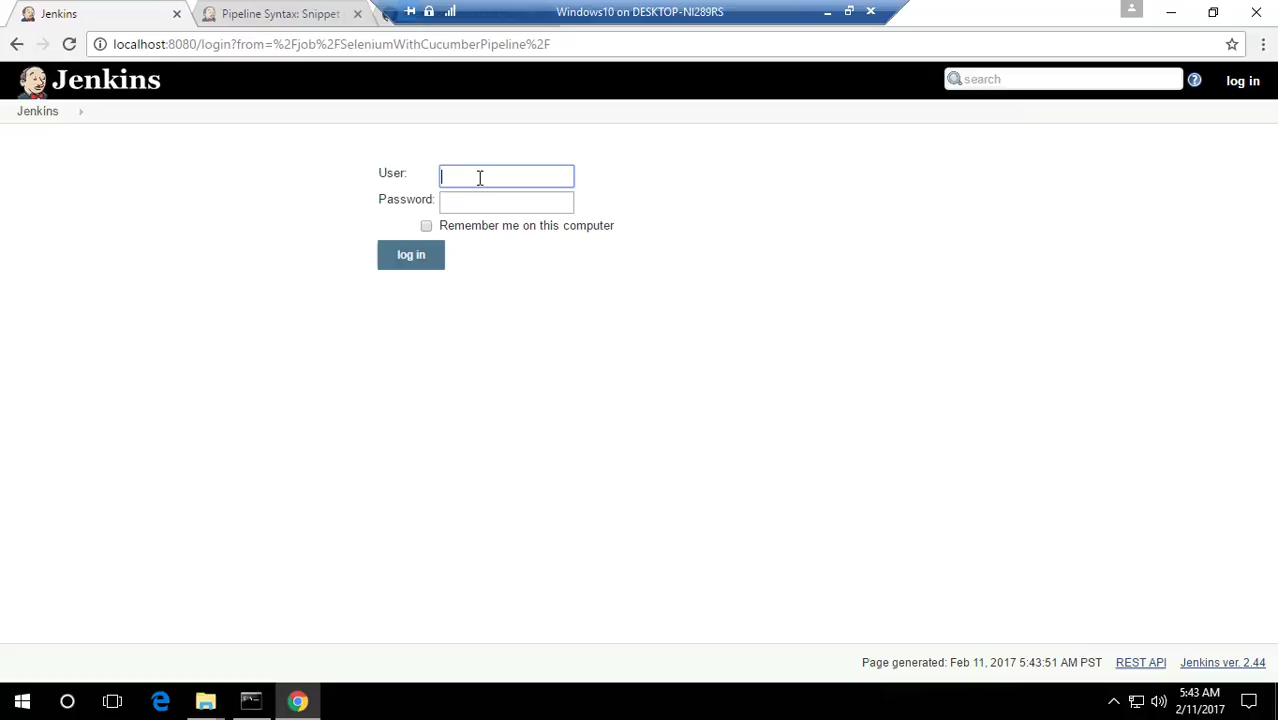 Jenkins
Pipeline Syntax: Snippet
Windows10 on DESKTOP-NI289RS
localhost:8080/login?from=%2Fjob%2FSeleniumWithCucumberPipeline%2F
Jenkins
search
log in
Jenkins
User:
Password:
Remember me on this computer
log in
Page generated: Feb 11, 2017 5:43:51 AM PST
REST API
Jenkins ver. 2.44
5:43 AM
2/11/2017